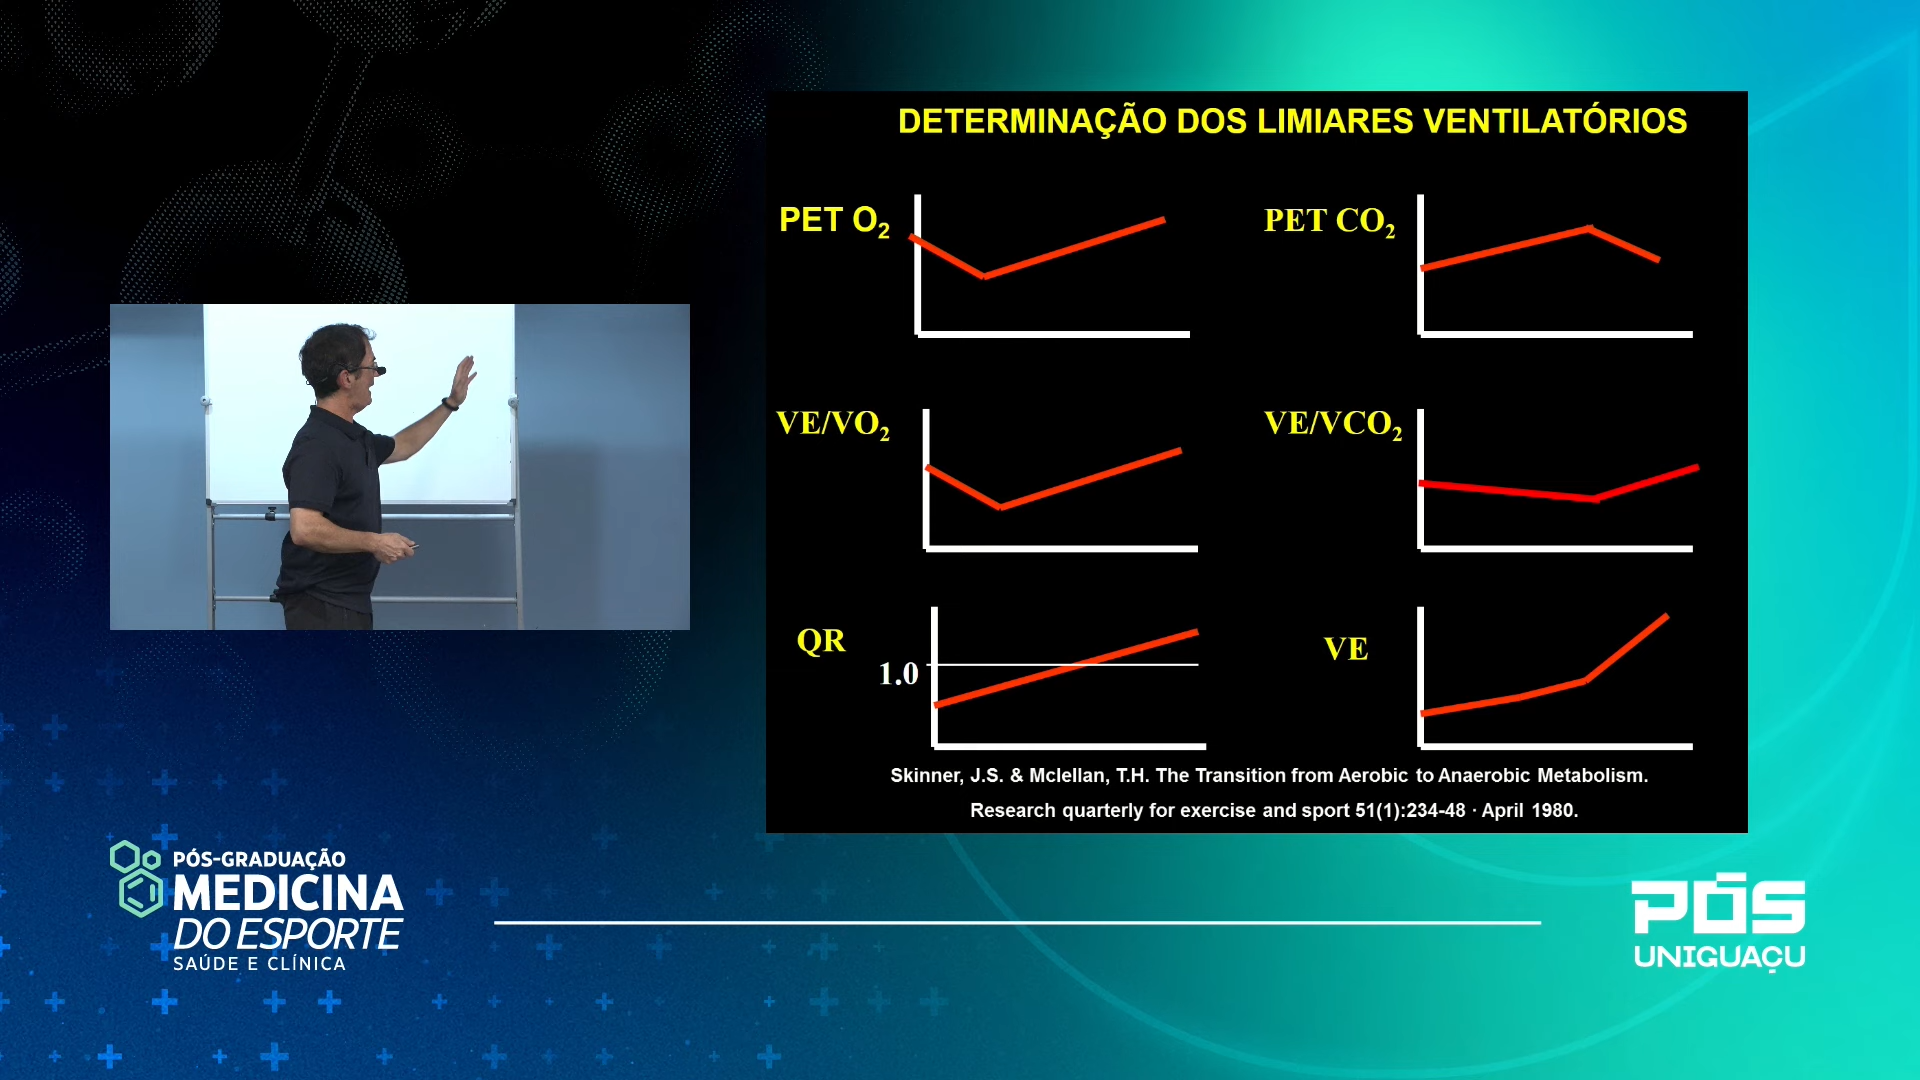 DETERMINAÇÃO DOS LIMIARES VENTILATÓRIOS
PET O₂
PET CO₂
VE/VO₂
VE/VCO₂
QR
1.0
VE
Skinner, J.S. & Mclellan, T.H. The Transition from Aerobic to Anaerobic Metabolism.
Research quarterly for exercise and sport 51(1):234-48 · April 1980.
PÓS-GRADUAÇÃO
MEDICINA
DO ESPORTE
SAÚDE E CLÍNICA
PÓS
UNIGUAÇU